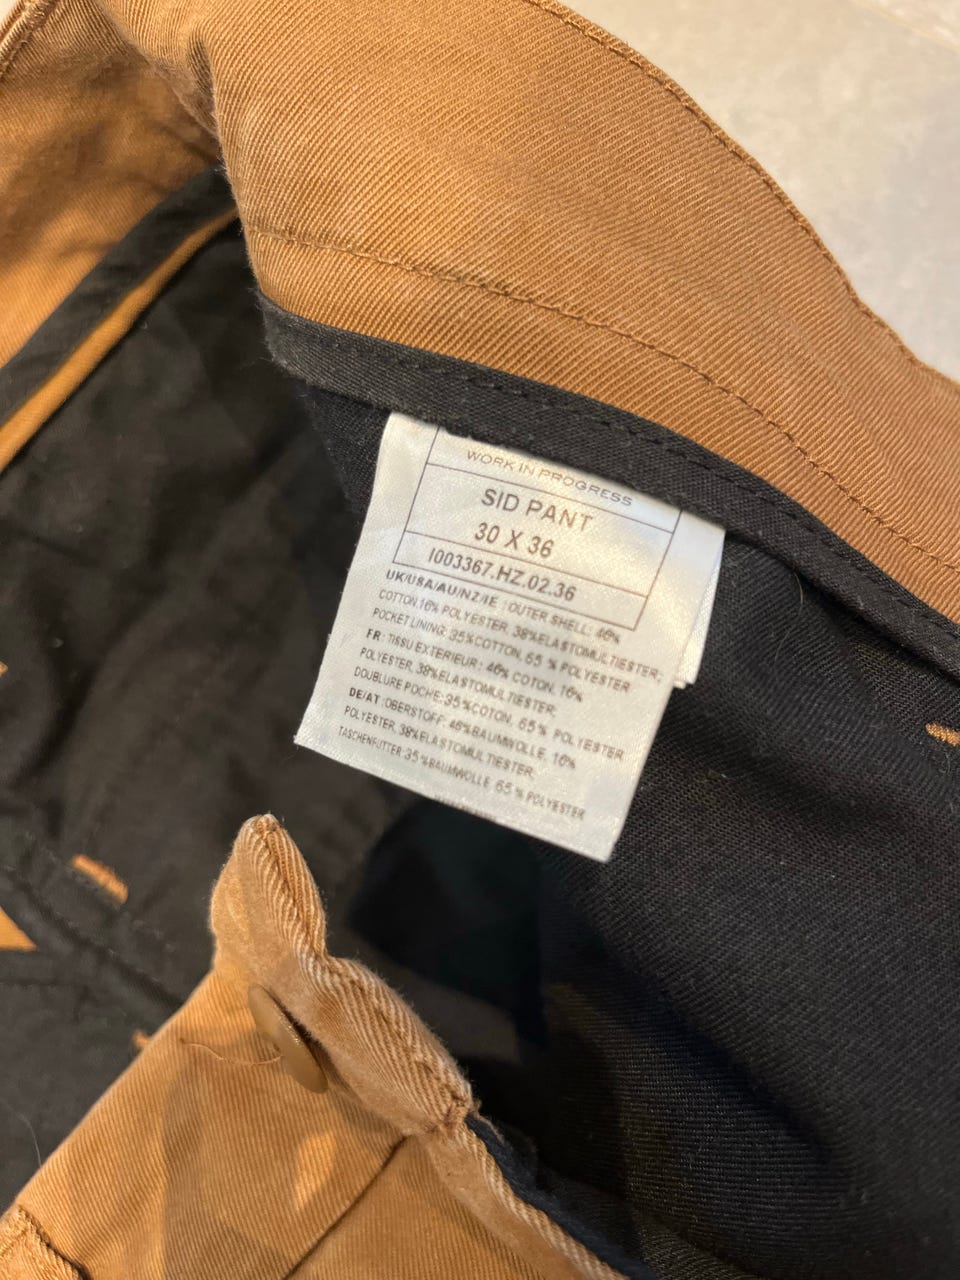 WORK IN PROGRESS
SID PANT
30 X 36
I003367.HZ.02.36
UK/USA/AU/NZ/IE : OUTER SHELL: 46%
COTTON,16% POLYESTER, 38%ELASTOMULTIESTER;
POCKET LINING: 35%COTTON, 65 % POLYESTER
FR: TISSU EXTERIEUR: 46% COTON, 16%
POLYESTER, 38%ELASTOMULTIESTER;
DOUBLURE POCHE:35%COTON, 65% POLYESTER
DE/AT :OBERSTOFF: 46%BAUMWOLLE, 16%
POLYESTER, 38%ELASTOMULTIESTER;
TASCHENFUTTER:35%BAUMWOLLE, 65 % POLYESTER